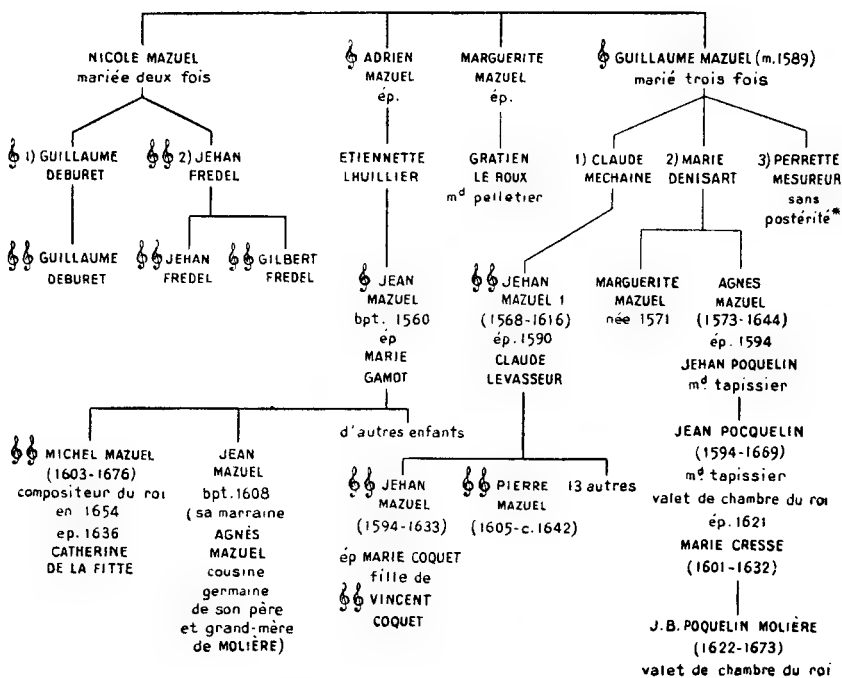 NICOLE MAZUEL
mariée deux fois
ADRIEN
MAZUEL
ép.
MARGUERITE
MAZUEL
ép.
GUILLAUME MAZUEL (m.1589)
marié trois fois
1) GUILLAUME
DEBURET
2) JEHAN
FREDEL
ETIENNETTE
LHUILLIER
GRATIEN
LE ROUX
md pelletier
1) CLAUDE
MECHAINE
2) MARIE
DENISART
3) PERRETTE
MESUREUR
sans
postérité*
GUILLAUME
DEBURET
JEHAN
FREDEL
GILBERT
FREDEL
JEAN
MAZUEL
bpt. 1560
ép
MARIE
GAMOT
JEHAN
MAZUEL 1
(1568-1616)
ép. 1590
CLAUDE
LEVASSEUR
MARGUERITE
MAZUEL
née 1571
AGNES
MAZUEL
(1573-1644)
ép. 1594
JEHAN POQUELIN
md tapissier
MICHEL MAZUEL
(1603-1676)
compositeur du roi
en 1654
ep. 1636
CATHERINE
DE LA FITTE
JEAN
MAZUEL
bpt. 1608
(sa marraine
AGNÈS
MAZUEL
cousine
germaine
de son père
et grand-mère
de MOLIÈRE)
d'autres enfants
JEHAN
MAZUEL
(1594-1633)
ép MARIE COQUET
fille de
VINCENT
COQUET
PIERRE
MAZUEL
(1605-c.1642)
13 autres
JEAN POCQUELIN
(1594-1669)
md tapissier
valet de chambre du roi
ép. 1621
MARIE CRESSE
(1601-1632)
J.B. POQUELIN MOLIÈRE
(1622-1673)
valet de chambre du roi